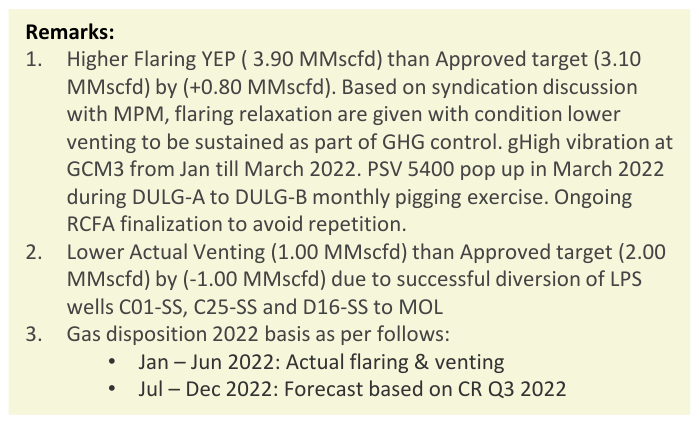 Remarks:
1. Higher Flaring YEP ( 3.90 MMscfd) than Approved target (3.10
MMscfd) by (+0.80 MMscfd). Based on syndication discussion
with MPM, flaring relaxation are given with condition lower
venting to be sustained as part of GHG control. gHigh vibration at
GCM3 from Jan till March 2022. PSV 5400 pop up in March 2022
during DULG-A to DULG-B monthly pigging exercise. Ongoing
RCFA finalization to avoid repetition.
2. Lower Actual Venting (1.00 MMscfd) than Approved target (2.00
MMscfd) by (-1.00 MMscfd) due to successful diversion of LPS
wells C01-SS, C25-SS and D16-SS to MOL
3. Gas disposition 2022 basis as per follows:
• Jan – Jun 2022: Actual flaring & venting
• Jul – Dec 2022: Forecast based on CR Q3 2022